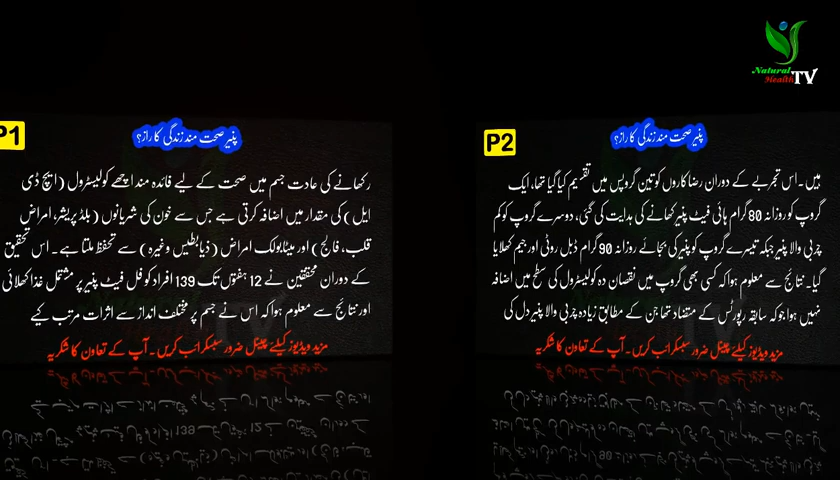 Natural
Health TV
P1
پنیر صحت مند زندگی کا راز؟
رکھانے کی عادت جسم میں صحت کے لیے فائدہ مند اچھے کولیسٹرول (ایچ ڈی
ایل) کی مقدار میں اضافہ کرتی ہے جس سے خون کی شریانوں (بلڈ پریشر، امراض
قلب، فالج) اور میٹابولک امراض (ذیابطیس وغیرہ) سے تحفظ ملتا ہے۔ اس تحقیق
کے دوران محققین نے 12 ہفتوں تک 139 افراد کو فل فیٹ پنیر پر مشتمل غذا کھلائی
اور نتائج سے معلوم ہوا کہ اس نے جسم پر مختلف انداز سے اثرات مرتب کیے
مزید ویڈیوز کیلئے چینل ضرور سبسکرائب کریں۔ آپ کے تعاون کا شکریہ
P2
پنیر صحت مند زندگی کا راز؟
ہیں۔ اس تجربے کے دوران رضاکاروں کو تین گروپس میں تقسیم کیا گیا تھا، ایک
گروپ کو روزانہ 80 گرام ہائی فیٹ پنیر کھانے کی ہدایت کی گئی، دوسرے گروپ کو کم
چربی والا پنیر جبکہ تیسرے گروپ کو پنیر کی بجائے روزانہ 90 گرام ڈبل روٹی اور جیم کھلایا
گیا۔ نتائج سے معلوم ہوا کہ کسی بھی گروپ میں نقصان دہ کولیسٹرول کی سطح میں اضافہ
نہیں ہوا جو کہ سابقہ رپورٹس کے متضاد تھا جن کے مطابق زیادہ چربی والا پنیر دل کی
مزید ویڈیوز کیلئے چینل ضرور سبسکرائب کریں۔ آپ کے تعاون کا شکریہ